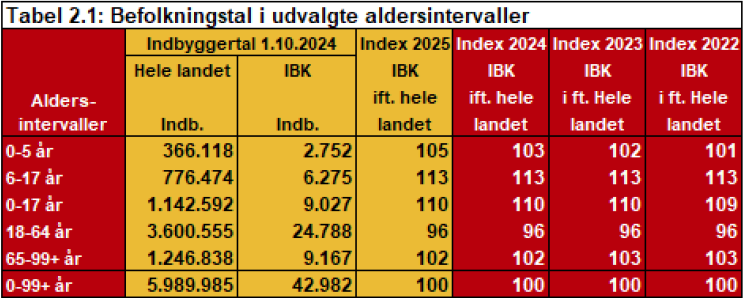 Tabel 2.1: Befolkningstal i udvalgte aldersintervaller
Indbyggertal 1.10.2024 Index 2025 Index 2024 Index 2023 Index 2022
Hele landet IBK IBK IBK IBK IBK
Alders- ift. hele ift. hele i ft. Hele i ft. Hele
intervaller Indb. Indb. landet landet landet landet
0-5 år 366.118 2.752 105 103 102 101
6-17 år 776.474 6.275 113 113 113 113
0-17 år 1.142.592 9.027 110 110 110 109
18-64 år 3.600.555 24.788 96 96 96 96
65-99+ år 1.246.838 9.167 102 102 103 103
0-99+ år 5.989.985 42.982 100 100 100 100